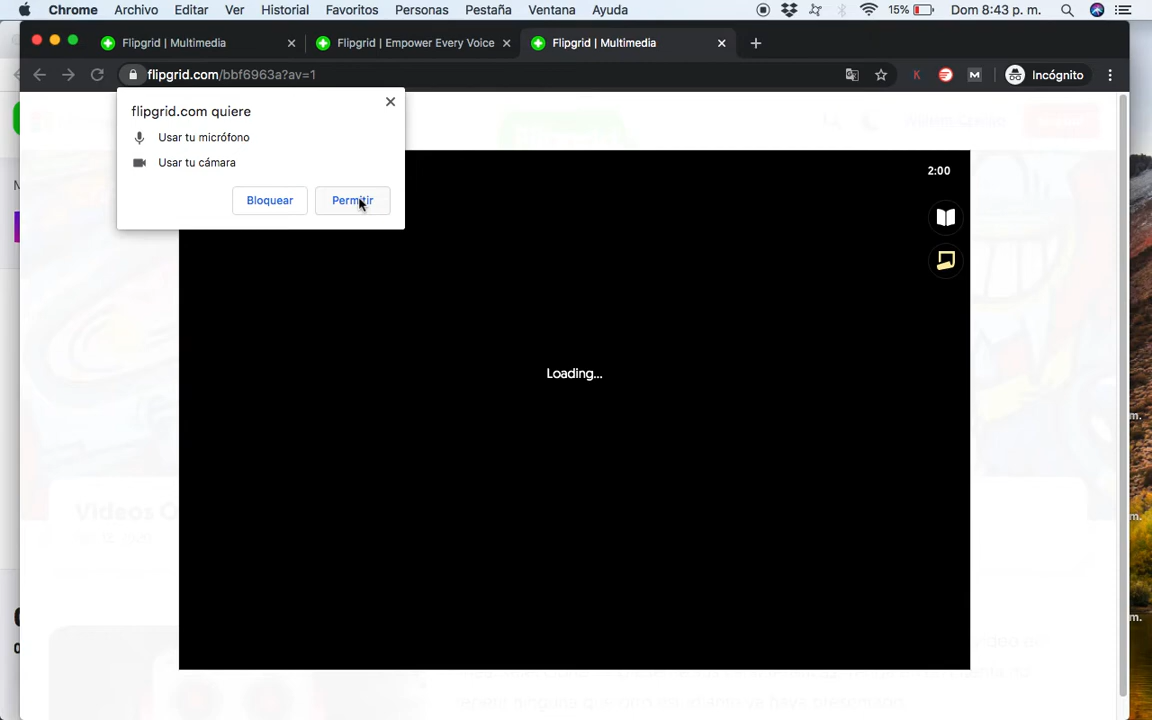 Chrome Archivo Editar Ver Historial Favoritos Personas Pestaña Ventana Ayuda 15% Dom 8:43 p. m.
Flipgrid | Multimedia Flipgrid | Empower Every Voice Flipgrid | Multimedia
flipgrid.com/bbf6963a?av=1 K M Incógnito
flipgrid.com quiere
Usar tu micrófono
Usar tu cámara
Bloquear Permitir
2:00
Loading...
Videos
m.
m.
m.